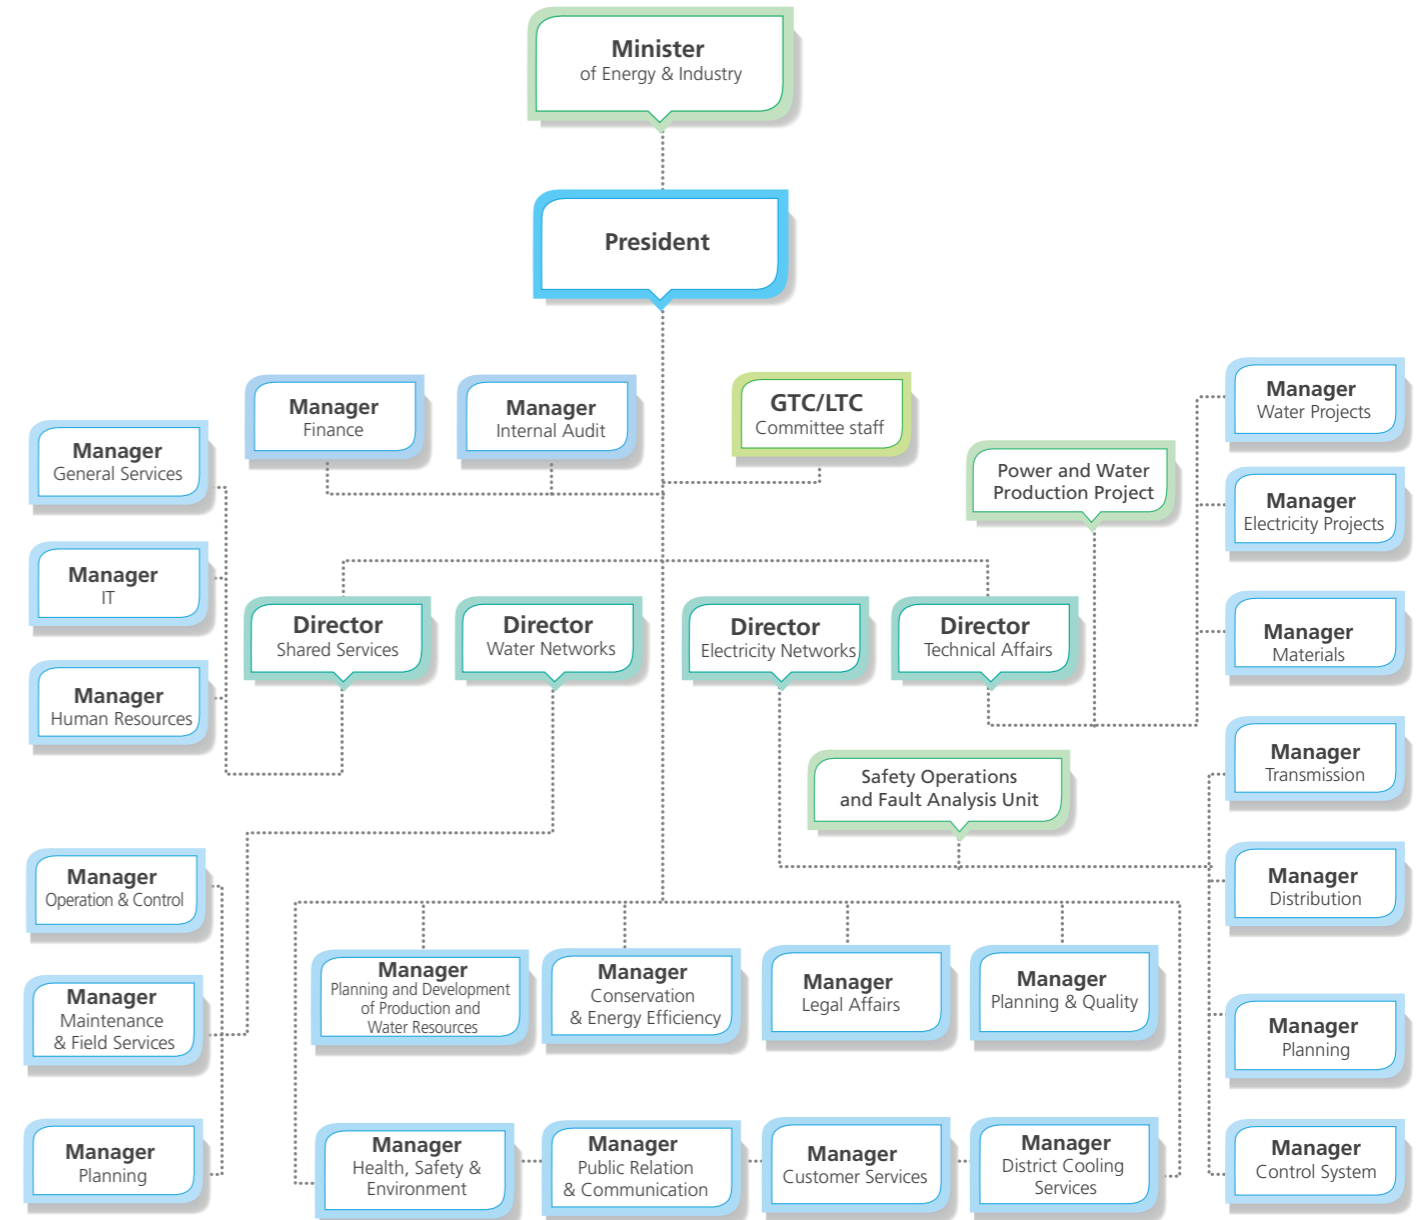 Minister
of Energy & Industry
President
Manager
Finance
Manager
Internal Audit
GTC/LTC
Committee staff
Manager
General Services
Manager
IT
Manager
Human Resources
Power and Water
Production Project
Manager
Water Projects
Manager
Electricity Projects
Manager
Materials
Director
Shared Services
Director
Water Networks
Director
Electricity Networks
Director
Technical Affairs
Safety Operations
and Fault Analysis Unit
Manager
Transmission
Manager
Distribution
Manager
Planning
Manager
Control System
Manager
Operation & Control
Manager
Maintenance
& Field Services
Manager
Planning
Manager
Planning and Development
of Production and
Water Resources
Manager
Conservation
& Energy Efficiency
Manager
Legal Affairs
Manager
Planning & Quality
Manager
Health, Safety &
Environment
Manager
Public Relation
& Communication
Manager
Customer Services
Manager
District Cooling
Services